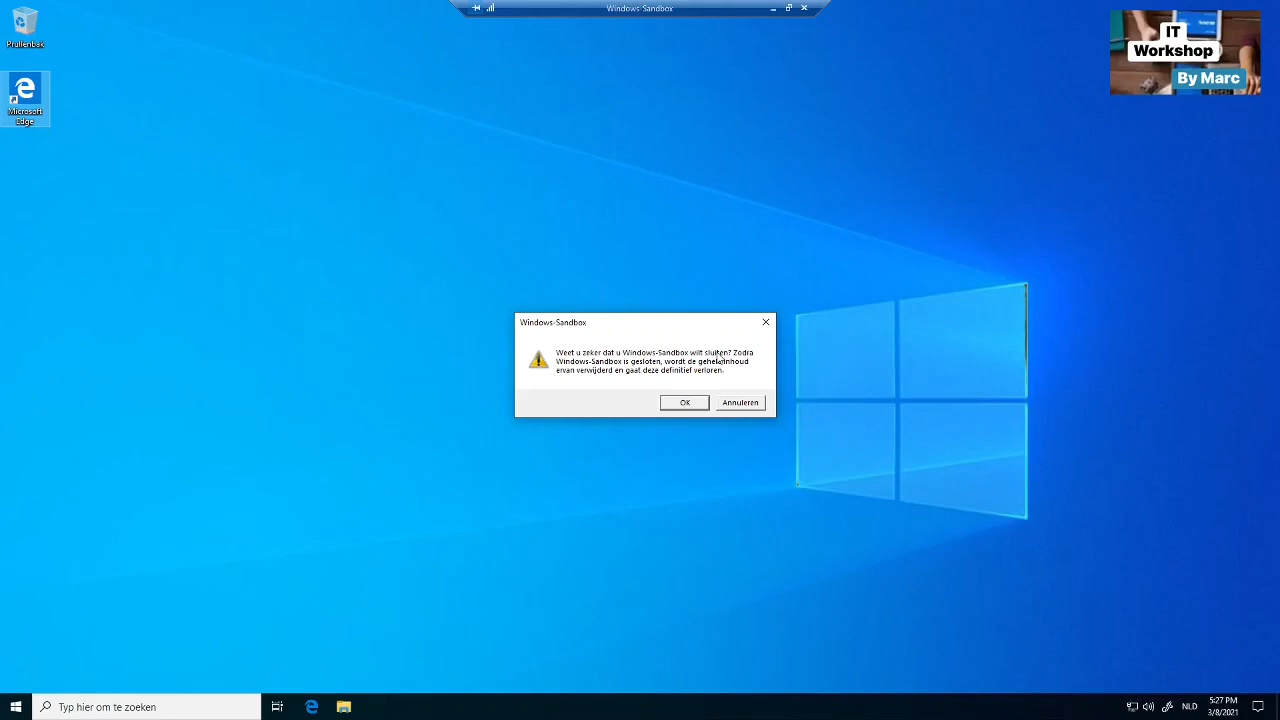 Windows-Sandbox
Prullenbak
IT
Workshop
By Marc
Microsoft
Edge
Windows-Sandbox
Weet u zeker dat u Windows-Sandbox wilt sluiten? Zodra
Windows-Sandbox is gesloten, wordt de gehele inhoud
ervan verwijderd en gaat deze definitief verloren.
OK
Annuleren
Typ hier om te zoeken
NLD
5:27 PM
3/8/2021